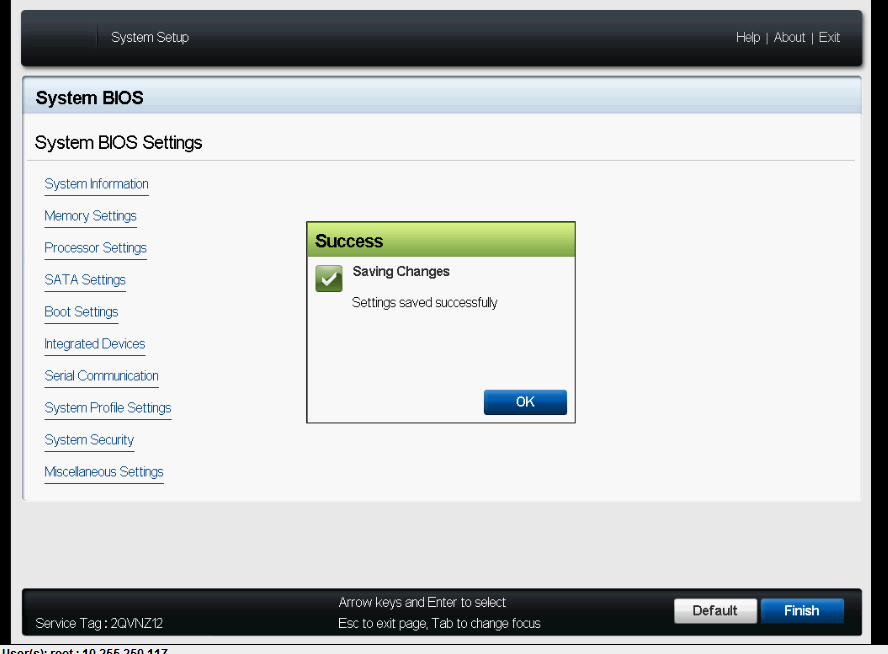 System Setup
Help | About | Exit
System BIOS
System BIOS Settings
System Information
Memory Settings
Processor Settings
SATA Settings
Boot Settings
Integrated Devices
Serial Communication
System Profile Settings
System Security
Miscellaneous Settings
Success
Saving Changes
Settings saved successfully
OK
Arrow keys and Enter to select
Service Tag : 2QVNZ12
Esc to exit page, Tab to change focus
Default
Finish
User(s): root : 10.255.250.117